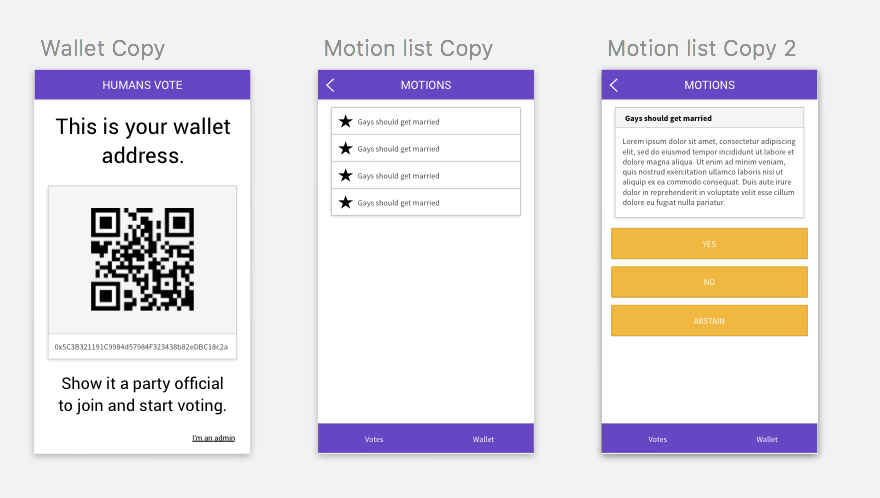 Wallet Copy
HUMANS VOTE
This is your wallet
address.
0x5C3B321191C9984d57984F323438b82eDBC18c2a
Show it a party official
to join and start voting.
I'm an admin
Motion list Copy
MOTIONS
Gays should get married
Gays should get married
Gays should get married
Gays should get married
Votes Wallet
Motion list Copy 2
MOTIONS
Gays should get married
Lorem ipsum dolor sit amet, consectetur adipiscing
elit, sed do eiusmod tempor incididunt ut labore et
dolore magna aliqua. Ut enim ad minim veniam,
quis nostrud exercitation ullamco laboris nisi ut
aliquip ex ea commodo consequat. Duis aute irure
dolor in reprehenderit in voluptate velit esse cillum
dolore eu fugiat nulla pariatur.
YES
NO
ABSTAIN
Votes Wallet